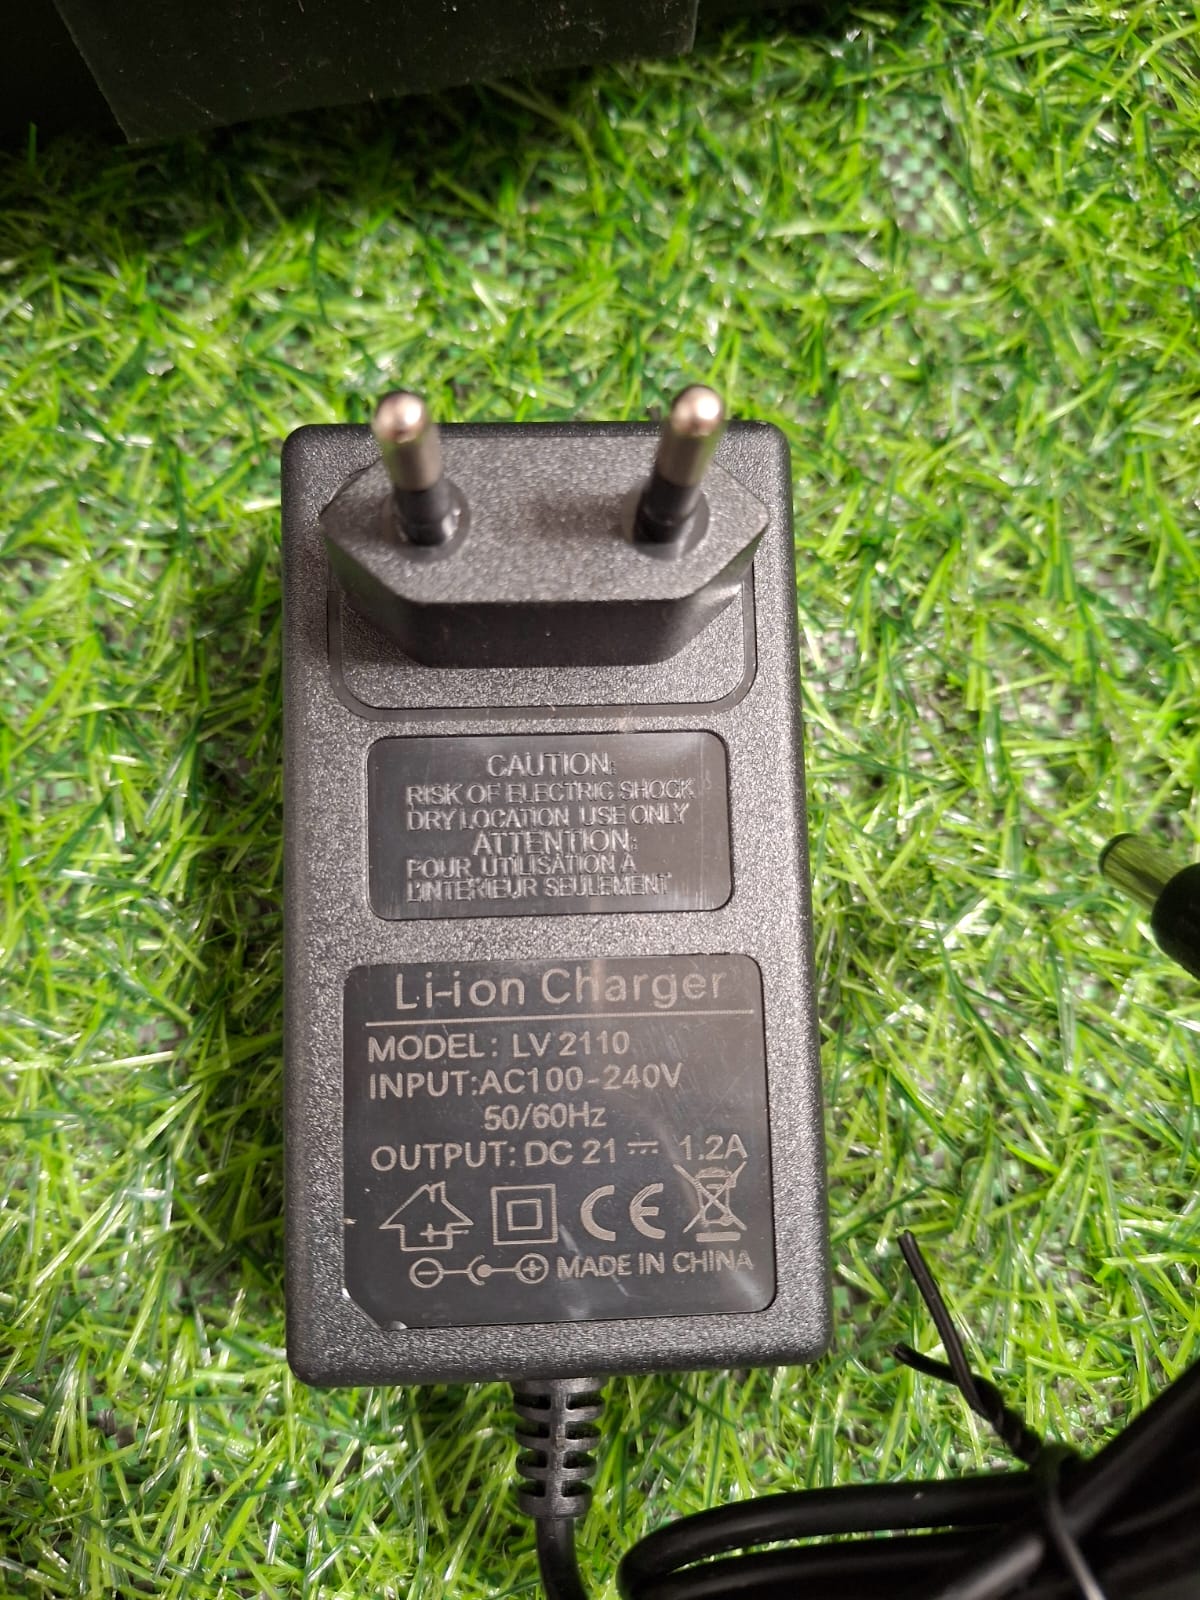 CAUTION:
RISK OF ELECTRIC SHOCK
DRY LOCATION USE ONLY
ATTENTION:
POUR UTILISATION À
L'INTERIEUR SEULEMENT
Li-ion Charger
MODEL: LV 2110
INPUT:AC100-240V
50/60Hz
OUTPUT: DC 21 ⎓ 1.2A
CE
MADE IN CHINA